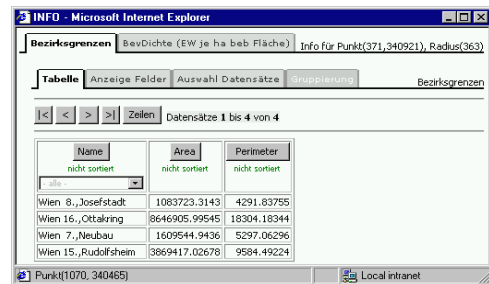 INFO - Microsoft Internet Explorer
Bezirksgrenzen BevDichte (EW je ha beb Fläche) Info für Punkt(371,340921), Radius(363)
Tabelle Anzeige Felder Auswahl Datensätze Gruppierung Bezirksgrenzen
|< < > >| Zeilen Datensätze 1 bis 4 von 4
Name Area Perimeter
nicht sortiert nicht sortiert nicht sortiert
- alle -
Wien 8.,Josefstadt 1083723.3143 4291.83755
Wien 16.,Ottakring 8646905.99545 18304.18344
Wien 7.,Neubau 1609544.9436 5297.06296
Wien 15.,Rudolfsheim 3869417.02678 9584.49224
Punkt(1070, 340465) Local intranet